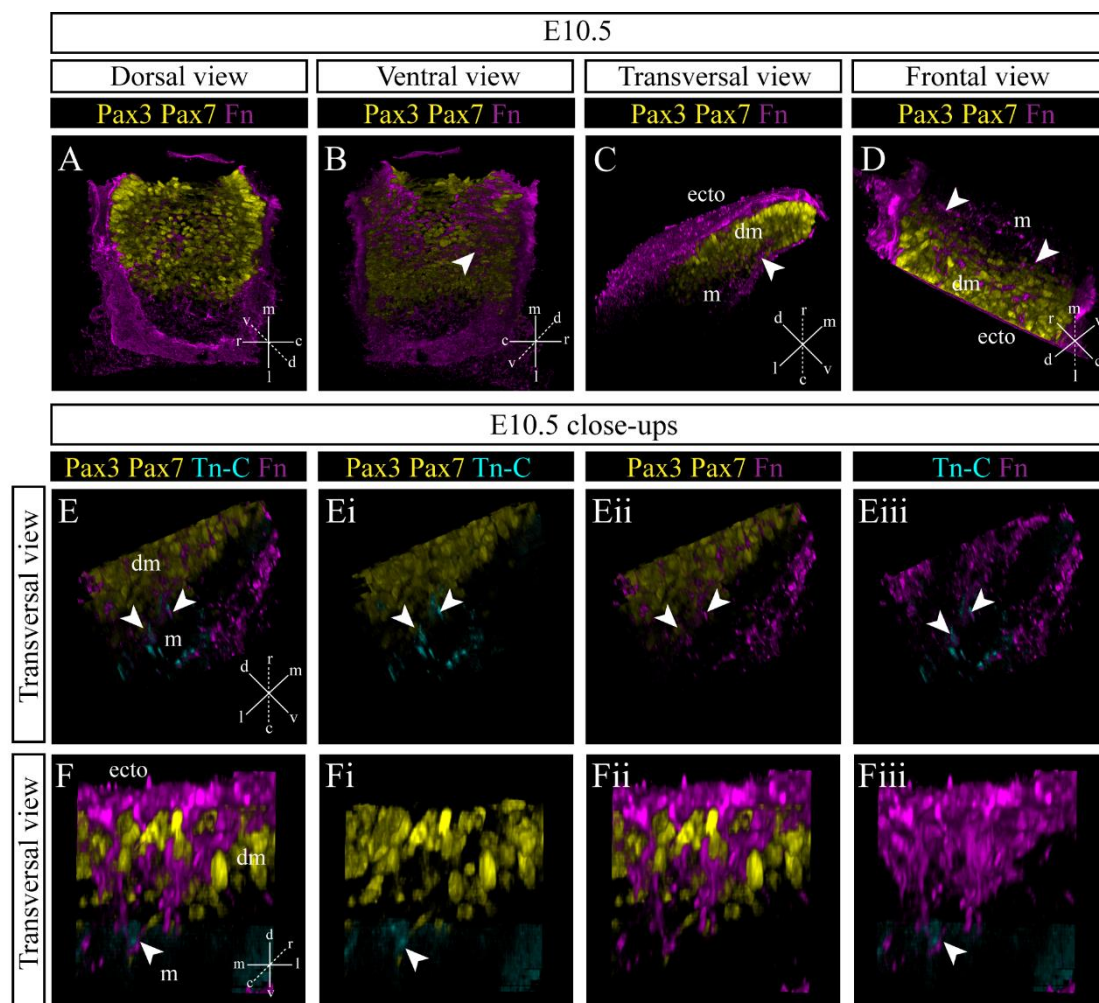 E10.5
Dorsal view
Ventral view
Transversal view
Frontal view
Pax3 Pax7 Fn
Pax3 Pax7 Fn
Pax3 Pax7 Fn
Pax3 Pax7 Fn
A
m
v
r
c
d
l
B
m
d
c
r
v
l
C
ecto
dm
m
r
d
m
l
v
c
D
m
dm
ecto
m
r
v
d
c
l
E10.5 close-ups
Pax3 Pax7 Tn-C Fn
Pax3 Pax7 Tn-C
Pax3 Pax7 Fn
Tn-C Fn
Transversal view
E
dm
m
r
d
m
l
v
c
Ei
Eii
Eiii
Transversal view
F
ecto
dm
m
d
r
m
l
c
v
Fi
Fii
Fiii